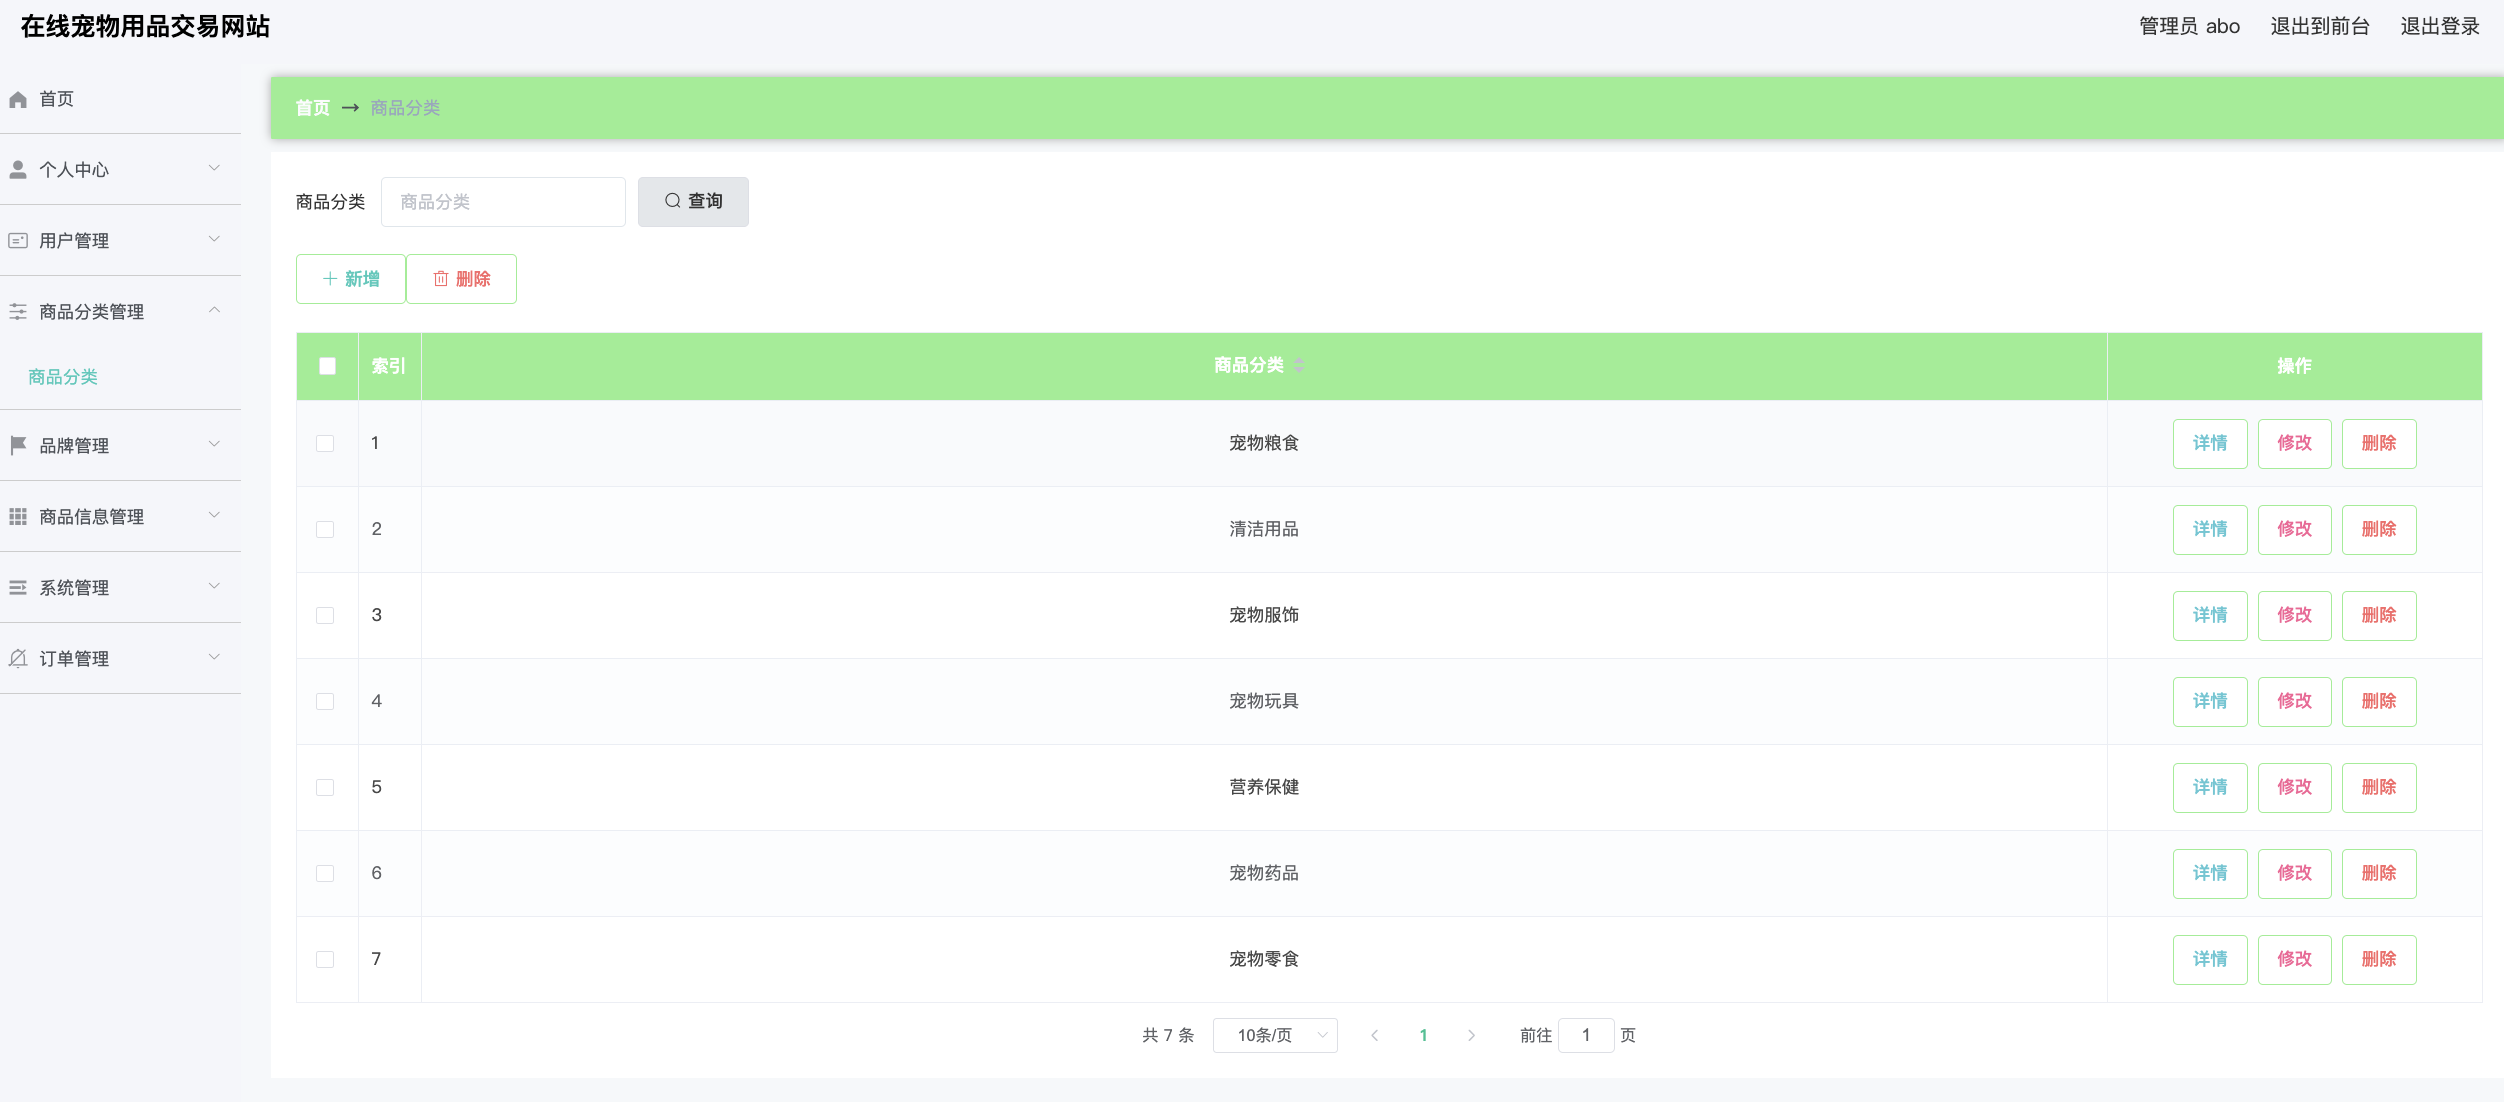 在线宠物用品交易网站
管理员 abo 退出到前台 退出登录
首页
个人中心
用户管理
商品分类管理
商品分类
品牌管理
商品信息管理
系统管理
订单管理
首页 → 商品分类
商品分类 商品分类 查询
新增 删除
索引 商品分类 操作
1 宠物粮食 详情 修改 删除
2 清洁用品 详情 修改 删除
3 宠物服饰 详情 修改 删除
4 宠物玩具 详情 修改 删除
5 营养保健 详情 修改 删除
6 宠物药品 详情 修改 删除
7 宠物零食 详情 修改 删除
共 7 条 10条/页 1 前往 1 页